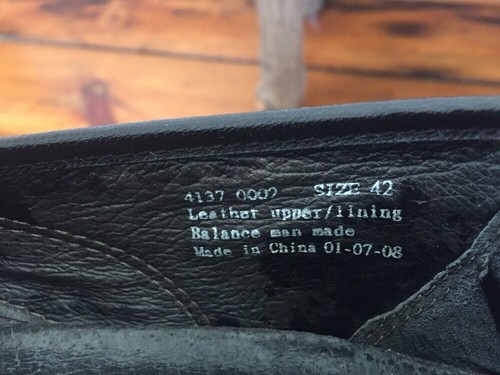 4137 0002 SIZE 42
Leather upper/lining
Balance man made
Made in China 01-07-08